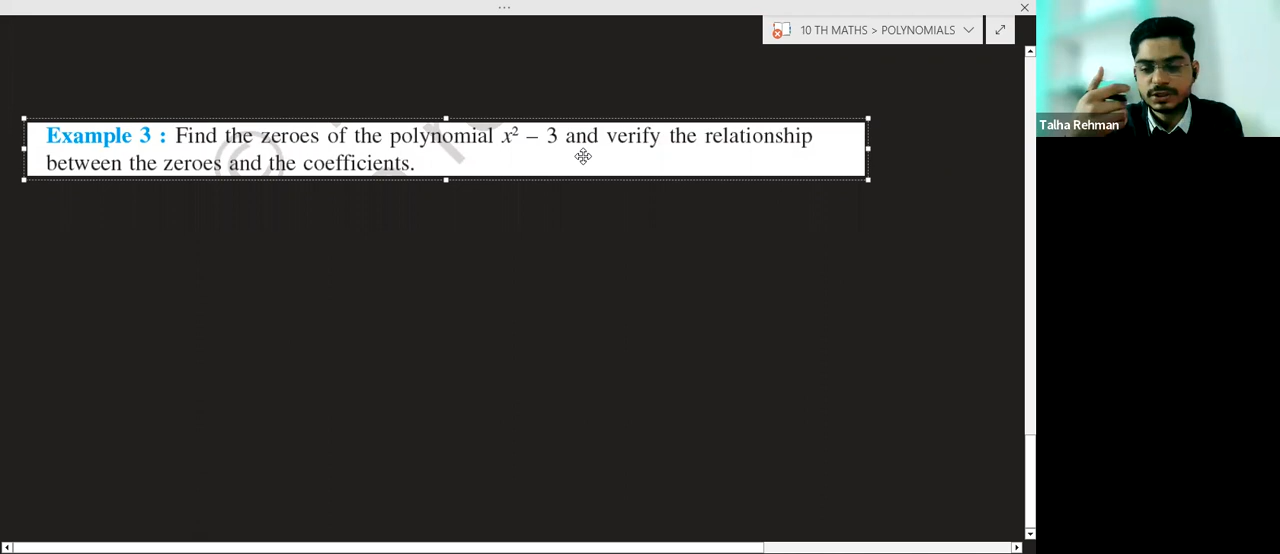 10 TH MATHS > POLYNOMIALS
Example 3 : Find the zeroes of the polynomial x² – 3 and verify the relationship
between the zeroes and the coefficients.
Talha Rehman